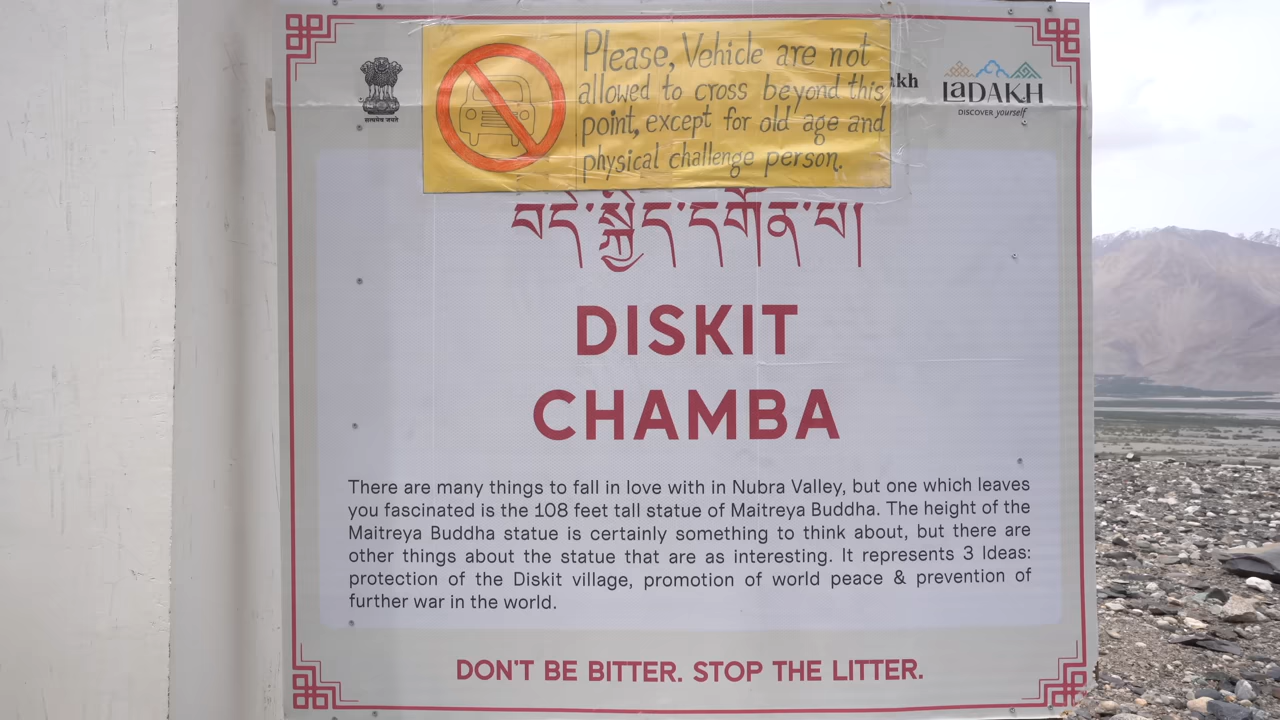 Please, Vehicle are not
allowed to cross beyond this
point, except for old age and
physical challenge person.
सत्यमेव जयते
LADAKH
DISCOVER yourself
བདེ་སྐྱིད་དགོན་པ།
DISKIT
CHAMBA
There are many things to fall in love with in Nubra Valley, but one which leaves
you fascinated is the 108 feet tall statue of Maitreya Buddha. The height of the
Maitreya Buddha statue is certainly something to think about, but there are
other things about the statue that are as interesting. It represents 3 Ideas:
protection of the Diskit village, promotion of world peace & prevention of
further war in the world.
DON'T BE BITTER. STOP THE LITTER.